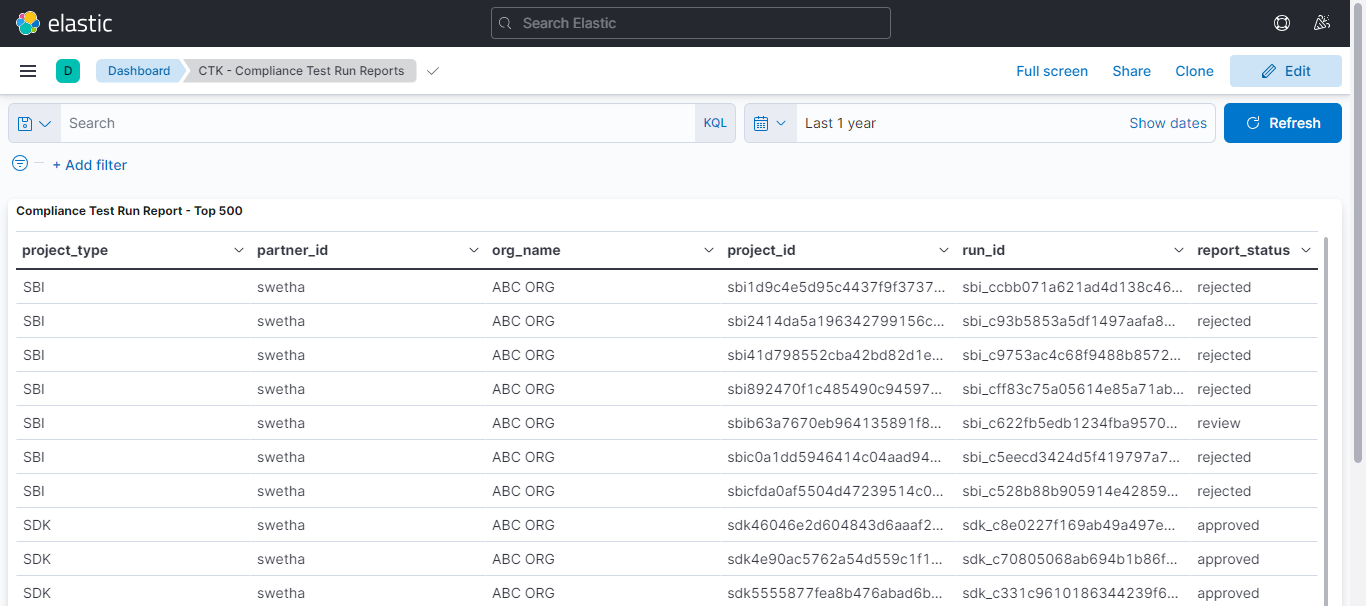 elastic Search Elastic
D Dashboard CTK - Compliance Test Run Reports Full screen Share Clone Edit
Search KQL Last 1 year Show dates Refresh
+ Add filter
Compliance Test Run Report - Top 500
project_type partner_id org_name project_id run_id report_status
SBI swetha ABC ORG sbi1d9c4e5d95c4437f9f3737... sbi_ccbb071a621ad4d138c46... rejected
SBI swetha ABC ORG sbi2414da5a196342799156c... sbi_c93b5853a5df1497aafa8... rejected
SBI swetha ABC ORG sbi41d798552cba42bd82d1e... sbi_c9753ac4c68f9488b8572... rejected
SBI swetha ABC ORG sbi892470f1c485490c94597... sbi_cff83c75a05614e85a71ab... rejected
SBI swetha ABC ORG sbib63a7670eb964135891f8... sbi_c622fb5edb1234fba9570... review
SBI swetha ABC ORG sbic0a1dd5946414c04aad94... sbi_c5eecd3424d5f419797a7... rejected
SBI swetha ABC ORG sbicfda0af5504d47239514c0... sbi_c528b88b905914e42859... rejected
SDK swetha ABC ORG sdk46046e2d604843d6aaaf2... sdk_c8e0227f169ab49a497e... approved
SDK swetha ABC ORG sdk4e90ac5762a54d559c1f1... sdk_c70805068ab694b1b86f... approved
SDK swetha ABC ORG sdk5555877fea8b476abad6b... sdk_c331c9610186344239f6... approved